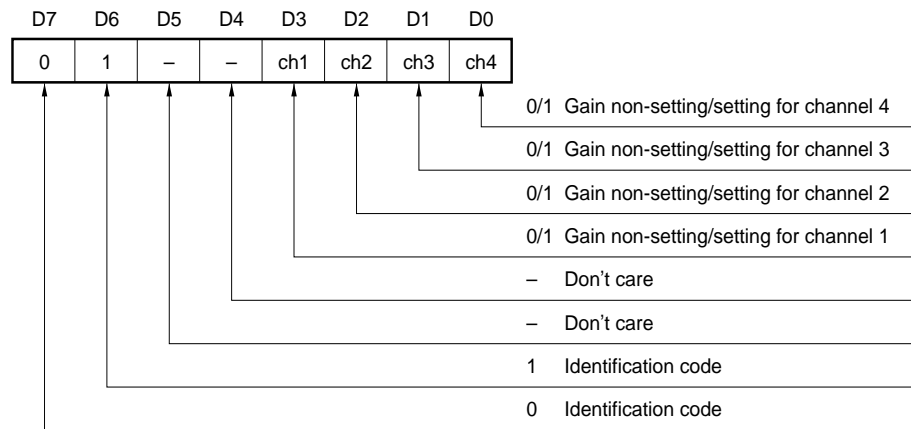 D7 D6 D5 D4 D3 D2 D1 D0
0 1 – – ch1 ch2 ch3 ch4
0/1 Gain non-setting/setting for channel 4
0/1 Gain non-setting/setting for channel 3
0/1 Gain non-setting/setting for channel 2
0/1 Gain non-setting/setting for channel 1
– Don’t care
– Don’t care
1 Identification code
0 Identification code